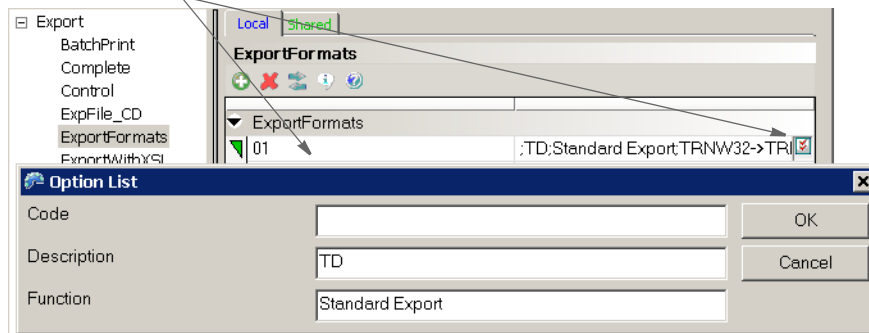 Export
BatchPrint
Complete
Control
ExpFile_CD
ExportFormats
ExportWithXSL
Local Shared
ExportFormats
ExportFormats
01 ;TD;Standard Export;TRNW32->TRI
Option List
Code
Description TD
Function Standard Export
OK
Cancel